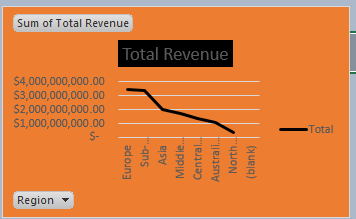 Sum of Total Revenue
Total Revenue
$4,000,000,000.00
$3,000,000,000.00
$2,000,000,000.00
$1,000,000,000.00
$-
Europe
Sub-...
Asia
Middle...
Central...
Australi...
North...
(blank)
Total
Region